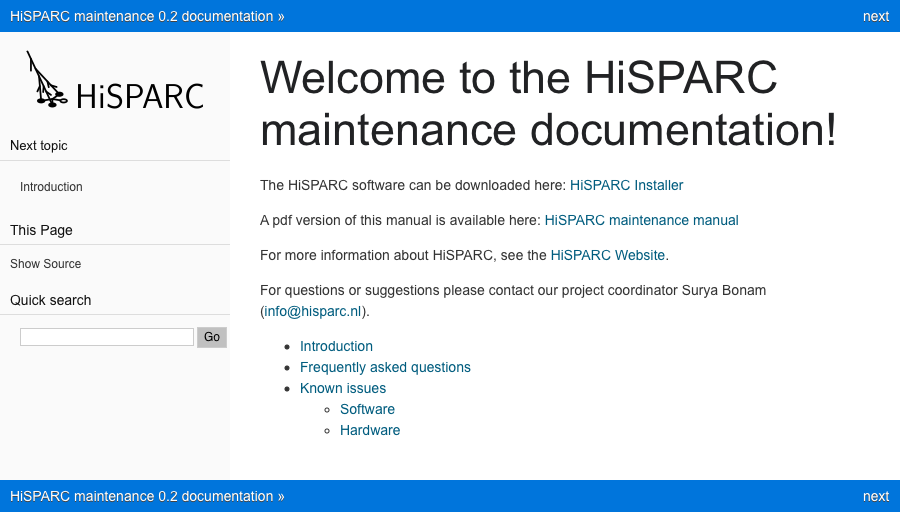 HiSPARC maintenance 0.2 documentation » next
HiSPARC
Next topic
Introduction
This Page
Show Source
Quick search
Go
Welcome to the HiSPARC
maintenance documentation!
The HiSPARC software can be downloaded here: HiSPARC Installer
A pdf version of this manual is available here: HiSPARC maintenance manual
For more information about HiSPARC, see the HiSPARC Website.
For questions or suggestions please contact our project coordinator Surya Bonam
(info@hisparc.nl).
Introduction
Frequently asked questions
Known issues
Software
Hardware
HiSPARC maintenance 0.2 documentation » next